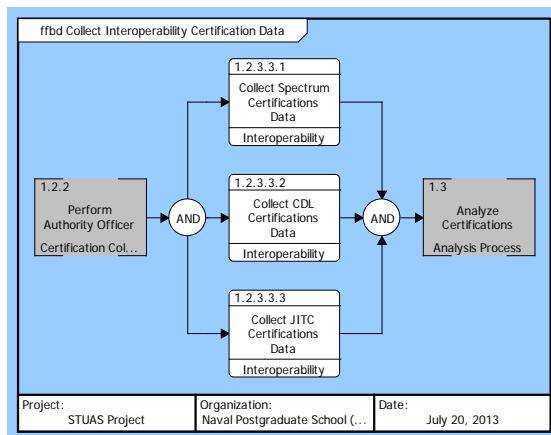 ffbd Collect Interoperability Certification Data
1.2.3.3.1
Collect Spectrum
Certifications
Data
Interoperability
1.2.2
Perform
Authority Officer
Certification Col...
AND
1.2.3.3.2
Collect CDL
Certifications
Data
Interoperability
AND
1.3
Analyze
Certifications
Analysis Process
1.2.3.3.3
Collect JITC
Certifications
Data
Interoperability
Project:
STUAS Project
Organization:
Naval Postgraduate School (...
Date:
July 20, 2013